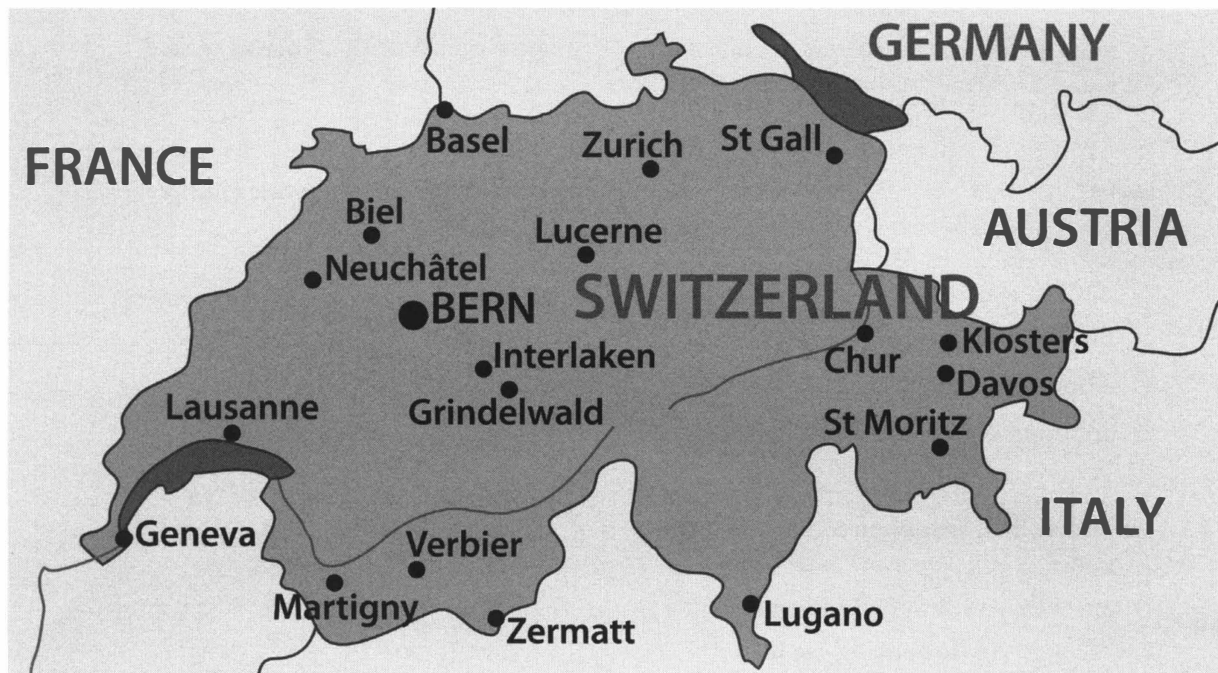 GERMANY
FRANCE
Basel
Zurich
St Gall
AUSTRIA
Biel
Lucerne
Neuchâtel
SWITZERLAND
BERN
Interlaken
Chur
Klosters
Davos
Grindelwald
Lausanne
St Moritz
ITALY
Geneva
Verbier
Martigny
Zermatt
Lugano